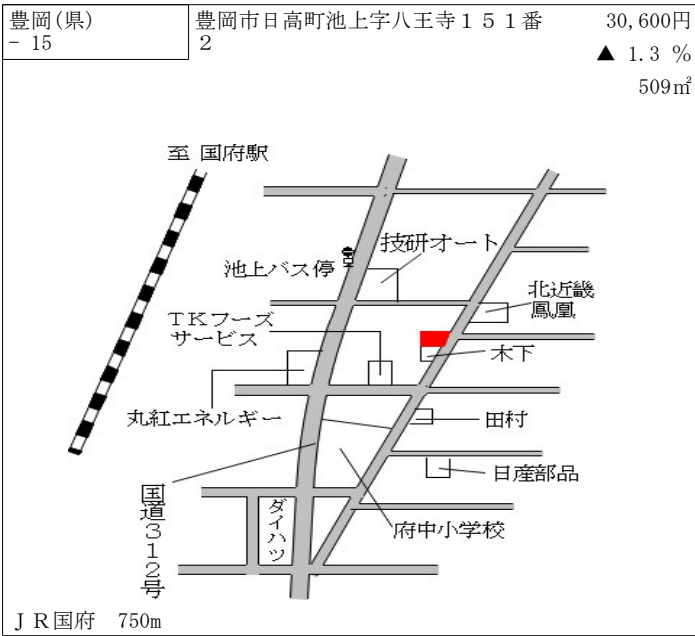 豊岡(県)
- 15
豊岡市日高町池上字八王寺１５１番
2
30,600円
▲ 1.3 %
509㎡
至 国府駅
技研オート
池上バス停
北近畿
鳳凰
ＴＫフーズ
サービス
木下
丸紅エネルギー
田村
日産部品
国道３１２号
ダイハツ
府中小学校
ＪＲ国府 750m